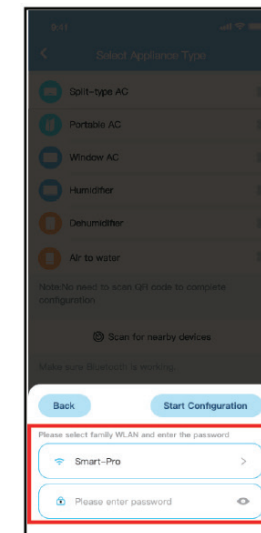 9:41
Select Appliance Type
Split-type AC
Portable AC
Window AC
Humidifier
Dehumidifier
Air to water
Note:No need to scan QR code to complete
configuration
Scan for nearby devices
Make sure Bluetooth is working.
Back
Start Configuration
Please select family WLAN and enter the password
Smart-Pro
Please enter password